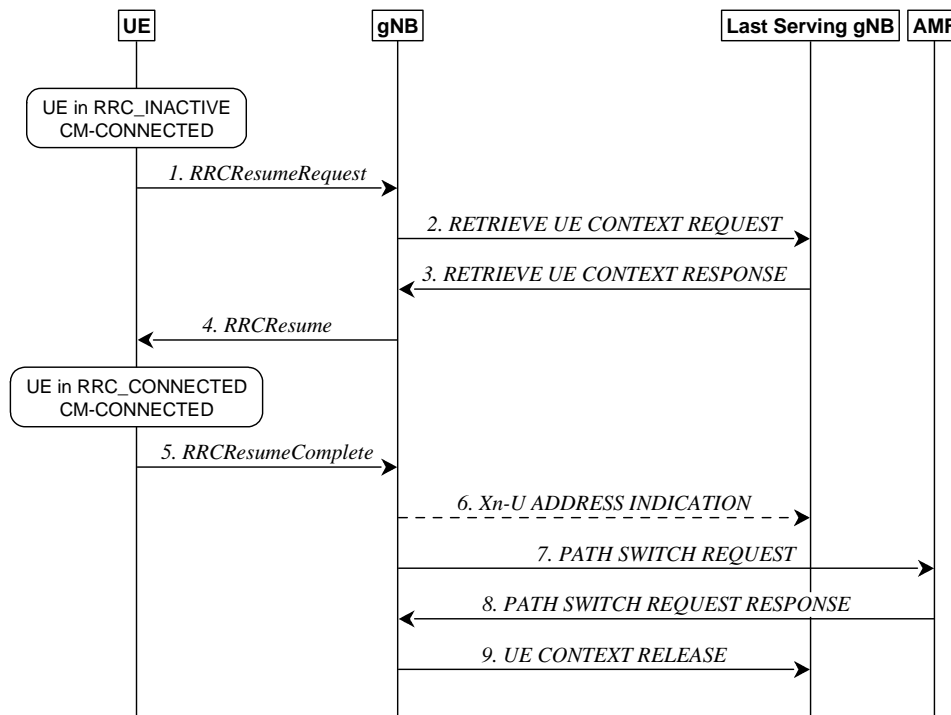 UE
gNB
Last Serving gNB
AMF
UE in RRC_INACTIVE
CM-CONNECTED
1. RRCResumeRequest
2. RETRIEVE UE CONTEXT REQUEST
3. RETRIEVE UE CONTEXT RESPONSE
4. RRCResume
UE in RRC_CONNECTED
CM-CONNECTED
5. RRCResumeComplete
6. Xn-U ADDRESS INDICATION
7. PATH SWITCH REQUEST
8. PATH SWITCH REQUEST RESPONSE
9. UE CONTEXT RELEASE